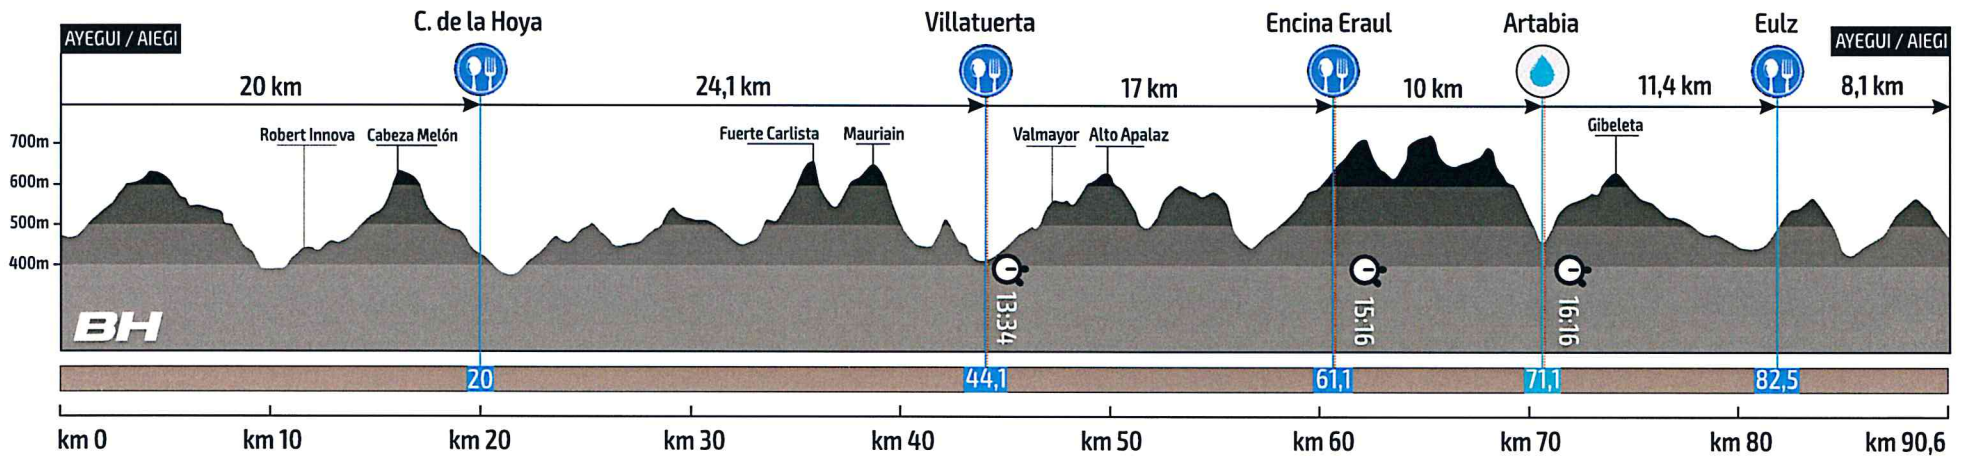 C. de la Hoya
Villatuerta
Encina Eraul
Artabia
Eulz
AYEGUI / AIEGI
AYEGUI / AIEGI
20 km
24,1 km
17 km
10 km
11,4 km
8,1 km
Robert Innova
Cabeza Melón
Fuerte Carlista
Mauriain
Valmayor
Alto Apalaz
Gibeleta
700m
600m
500m
400m
13:34
15:16
16:16
BH
20
44,1
61,1
71,1
82,5
km 0
km 10
km 20
km 30
km 40
km 50
km 60
km 70
km 80
km 90,6